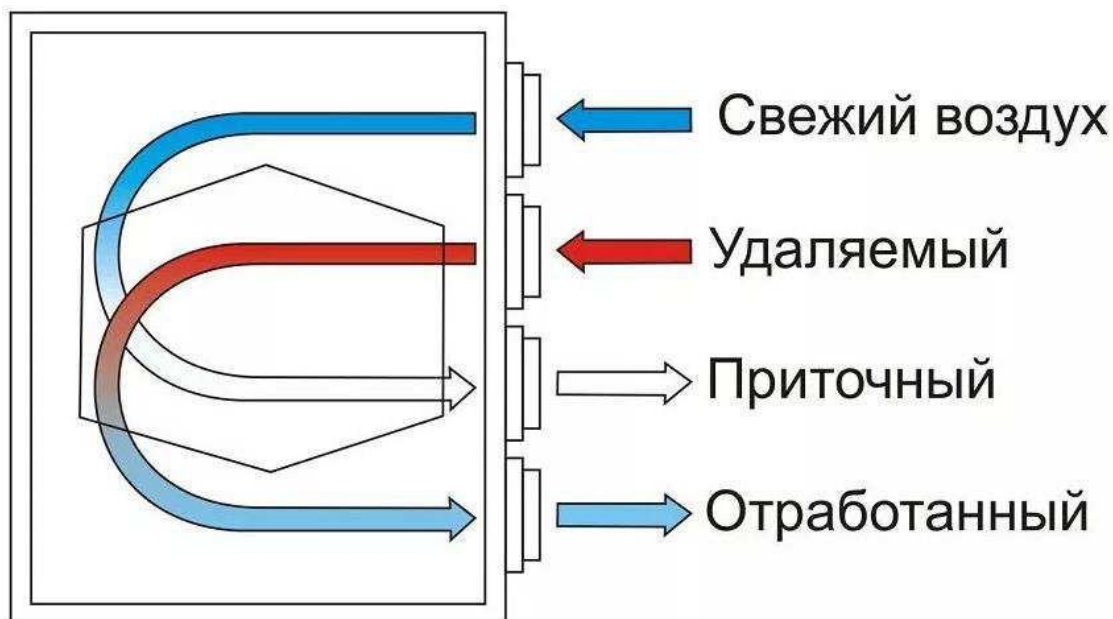 Свежий воздух
Удаляемый
Приточный
Отработанный